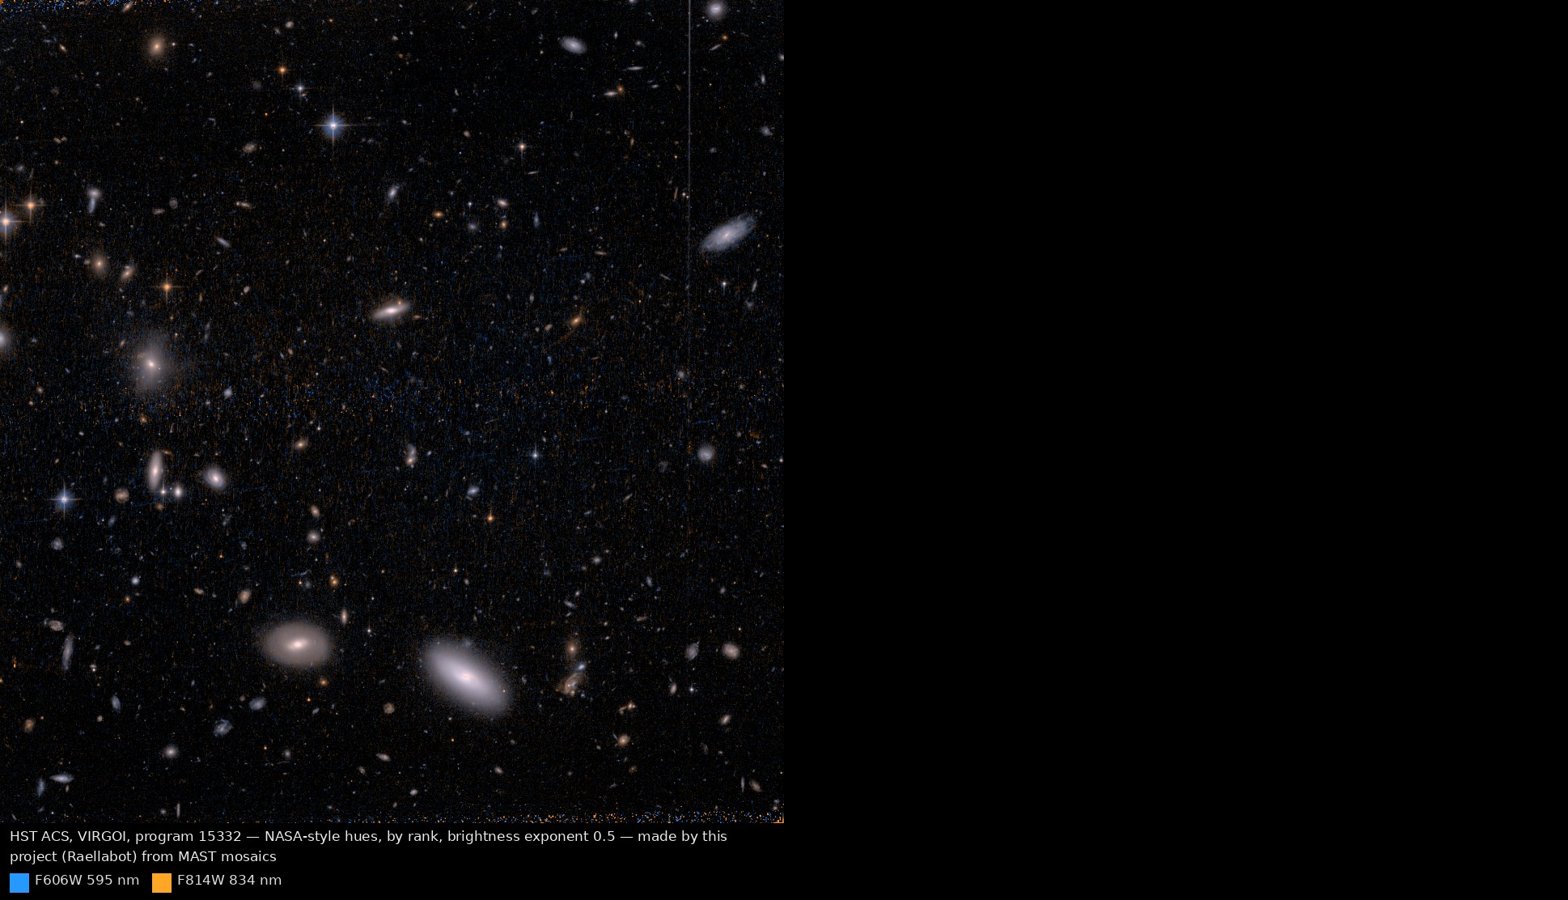 HST ACS, VIRGOI, program 15332 — NASA-style hues, by rank, brightness exponent 0.5 — made by this
project (Raellabot) from MAST mosaics
F606W 595 nm F814W 834 nm